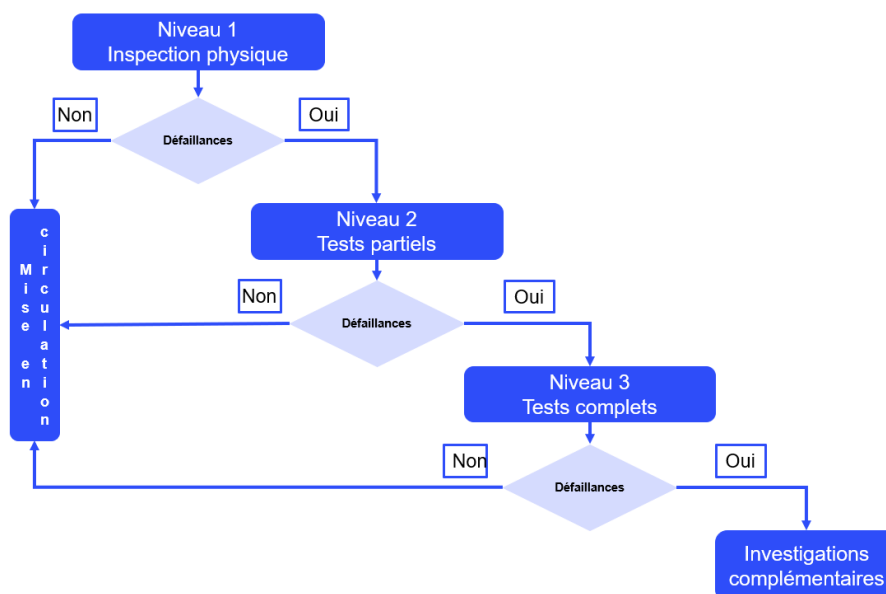 Niveau 1
Inspection physique
Non
Oui
Défaillances
Niveau 2
Tests partiels
Mise en
circulation
Non
Oui
Défaillances
Niveau 3
Tests complets
Non
Oui
Défaillances
Investigations
complémentaires